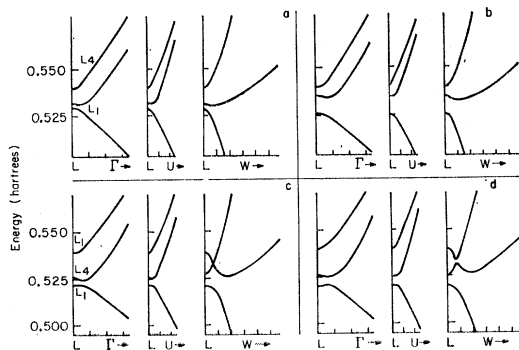 a
b
L4
L1
0,550
0,525
L Γ L U L W
L Γ L U L W
c
d
L1
L4
L1
0,550
0,525
0,500
L Γ L U L W
L Γ L U L W
Energy (hartrees)